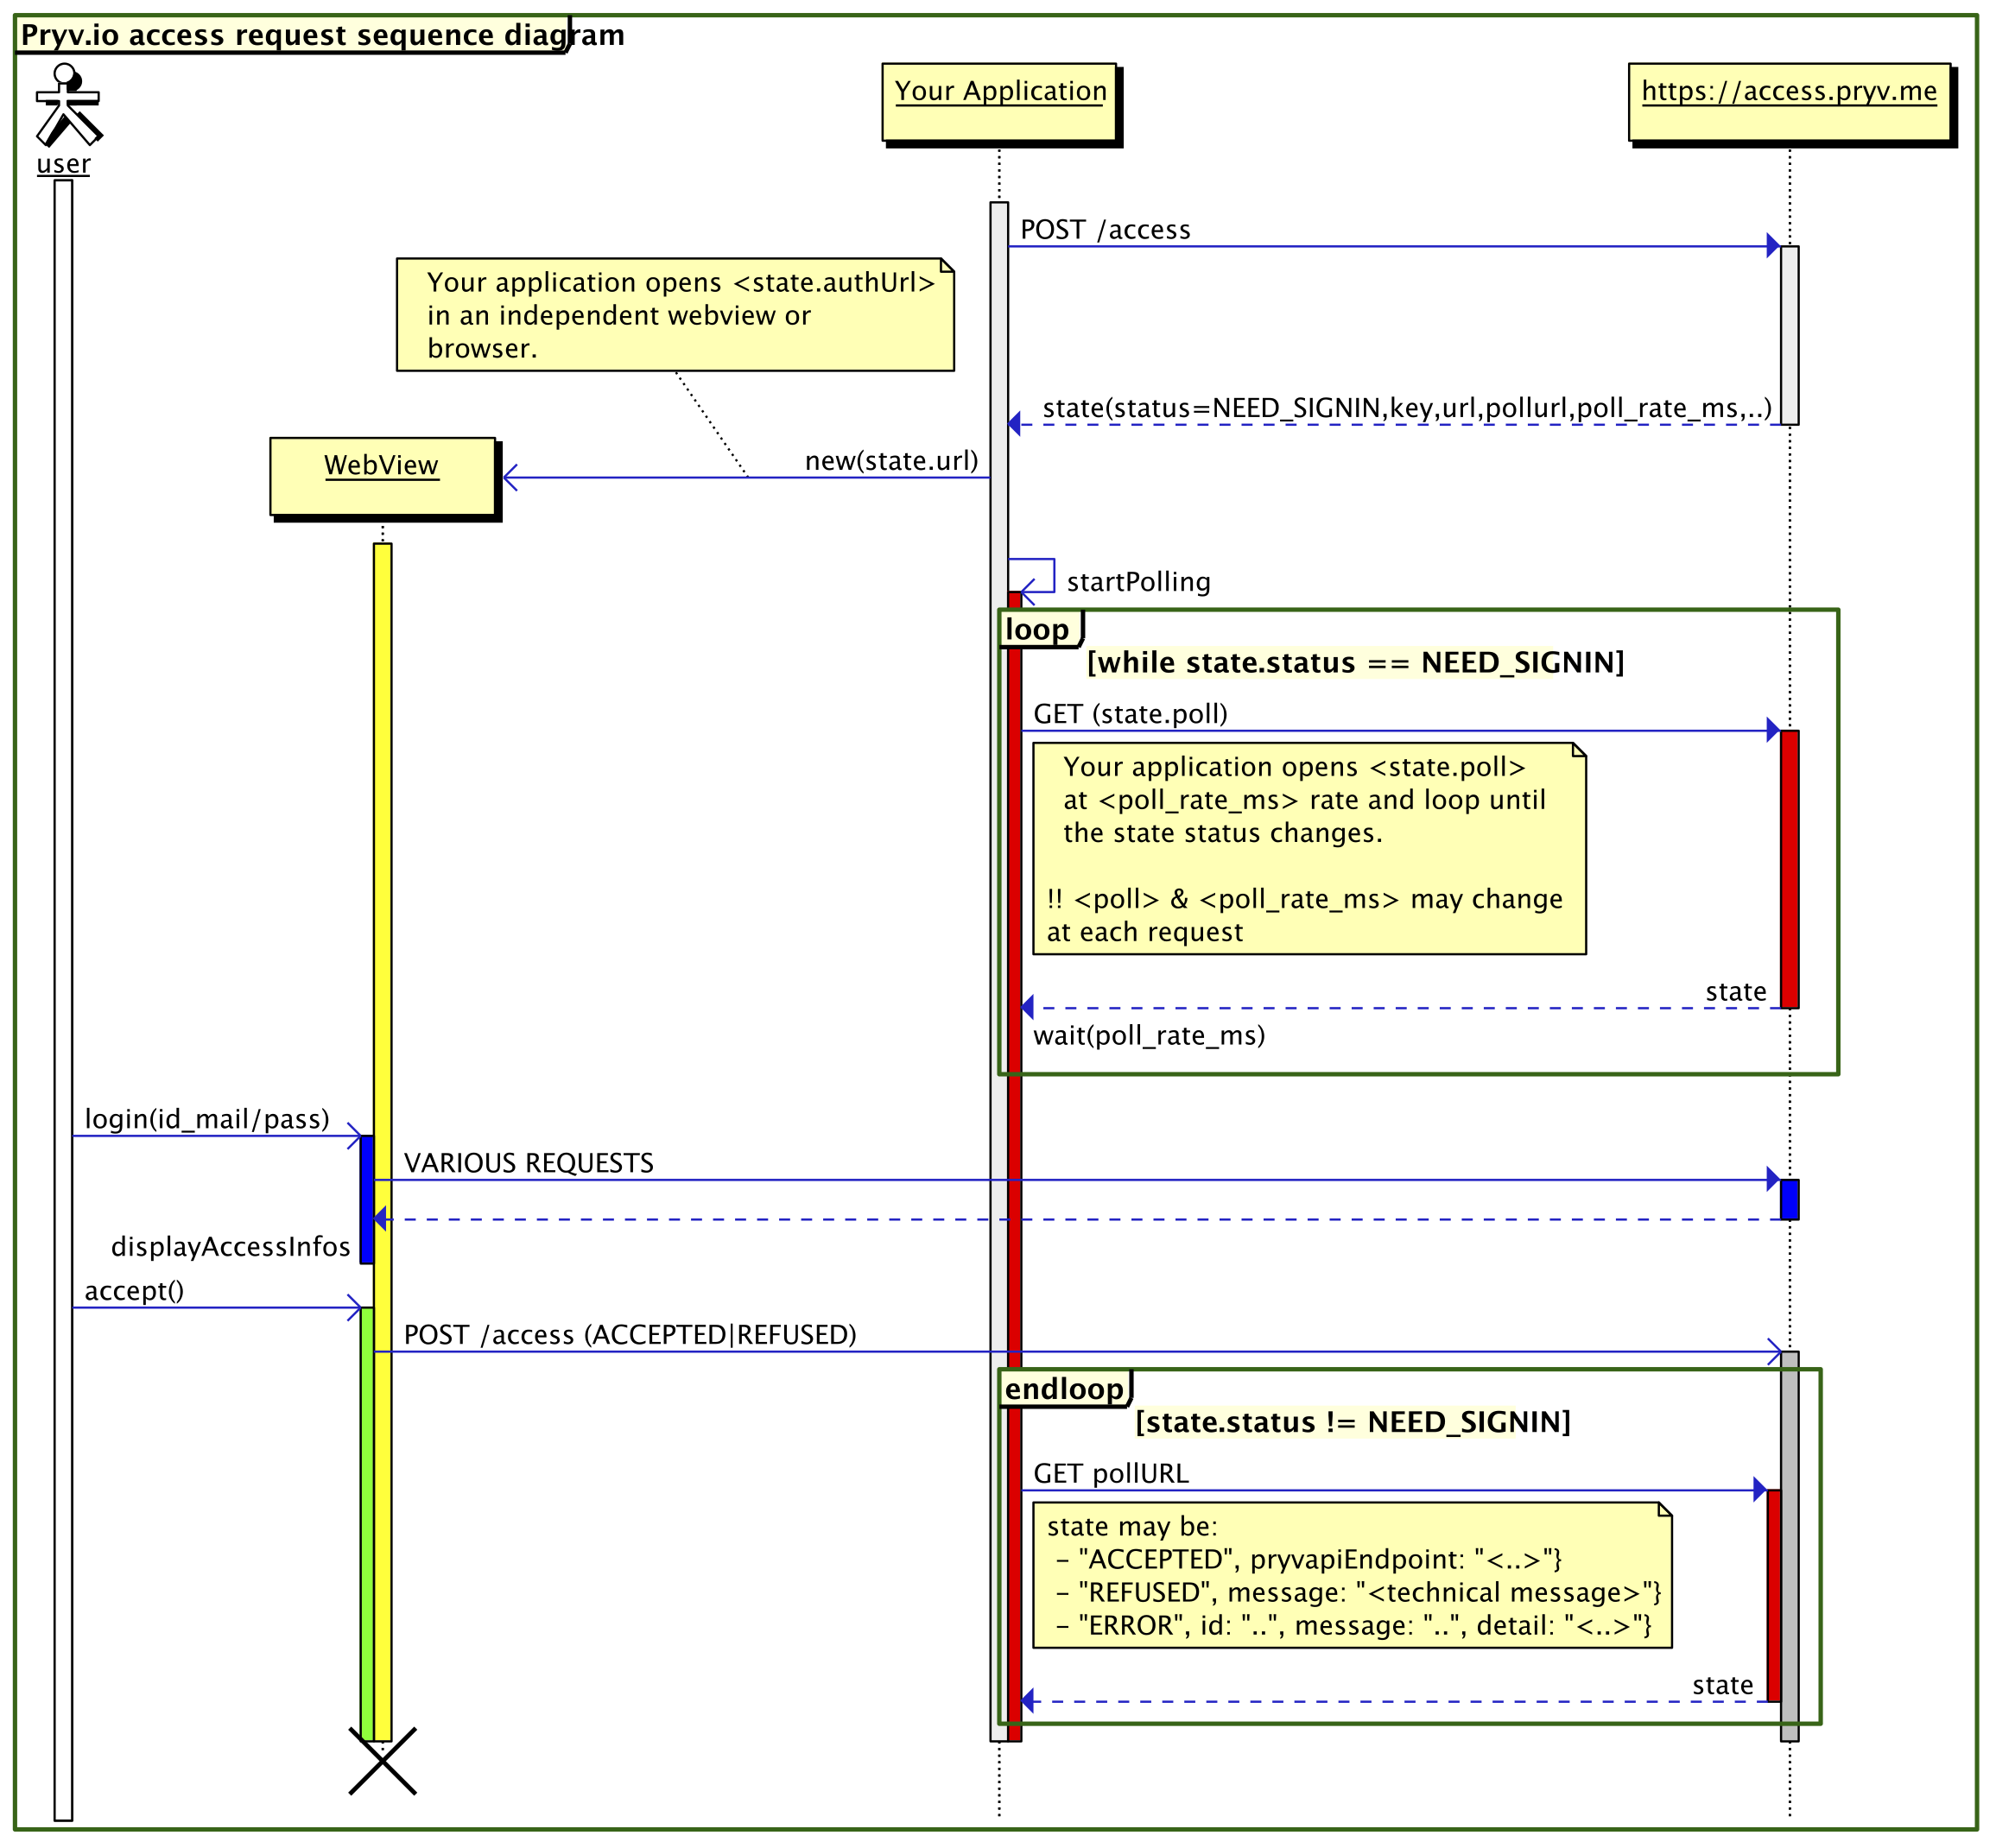 Pryv.io access request sequence diagram
user
Your Application
https://access.pryv.me
POST /access
Your application opens <state.authUrl>
in an independent webview or
browser.
state(status=NEED_SIGNIN,key,url,pollurl,poll_rate_ms,..)
new(state.url)
WebView
startPolling
loop
[while state.status == NEED_SIGNIN]
GET (state.poll)
Your application opens <state.poll>
at <poll_rate_ms> rate and loop until
the state status changes.
!! <poll> & <poll_rate_ms> may change
at each request
state
wait(poll_rate_ms)
login(id_mail/pass)
VARIOUS REQUESTS
displayAccessInfos
accept()
POST /access (ACCEPTED|REFUSED)
endloop
[state.status != NEED_SIGNIN]
GET pollURL
state may be:
– "ACCEPTED", pryvapiEndpoint: "<..>"}
– "REFUSED", message: "<technical message>"}
– "ERROR", id: "..", message: "..", detail: "<..>"}
state